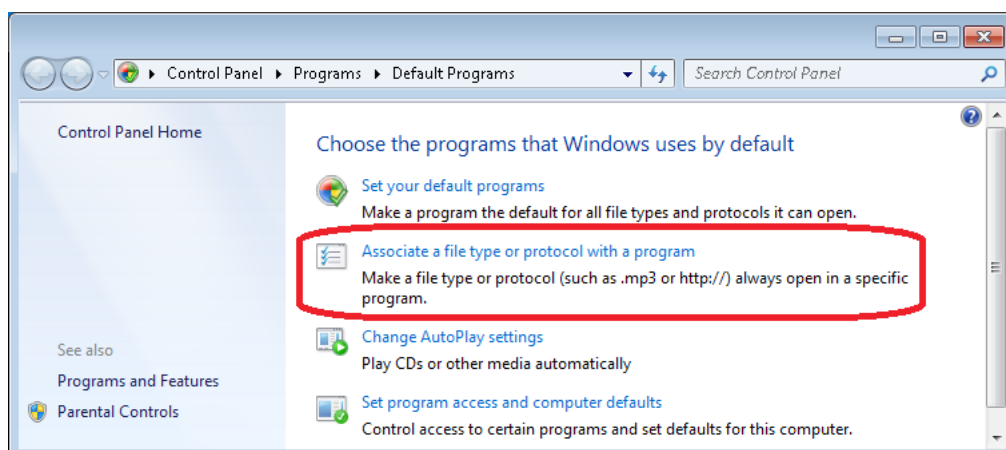 Control Panel Programs Default Programs
Search Control Panel
Control Panel Home
Choose the programs that Windows uses by default
Set your default programs
Make a program the default for all file types and protocols it can open.
Associate a file type or protocol with a program
Make a file type or protocol (such as .mp3 or http://) always open in a specific
program.
Change AutoPlay settings
Play CDs or other media automatically
Set program access and computer defaults
Control access to certain programs and set defaults for this computer.
See also
Programs and Features
Parental Controls